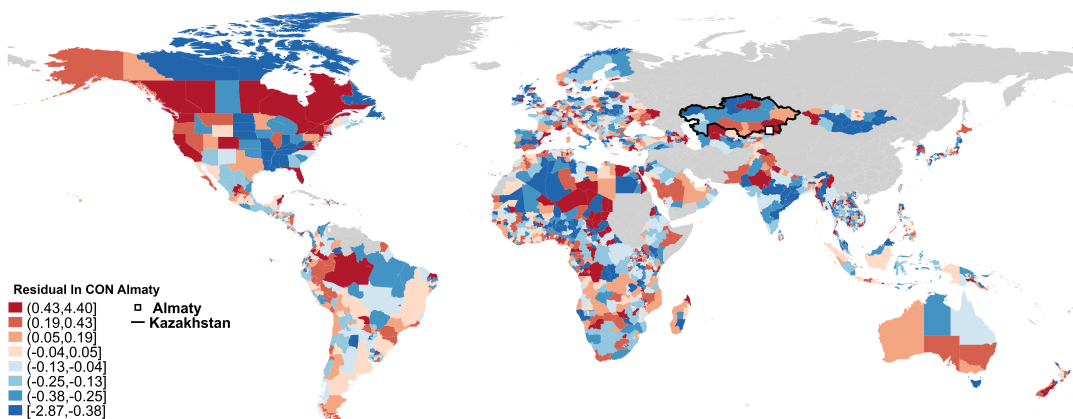 Residual ln CON Almaty
(0.43,4.40]
(0.19,0.43]
(0.05,0.19]
(-0.04,0.05]
(-0.13,-0.04]
(-0.25,-0.13]
(-0.38,-0.25]
[-2.87,-0.38]
Almaty
Kazakhstan